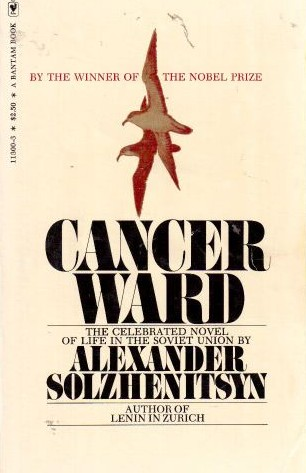 11000-3 ★ $2.50 ★ A BANTAM BOOK
BY THE WINNER OF THE NOBEL PRIZE
CANCER
WARD
THE CELEBRATED NOVEL
OF LIFE IN THE SOVIET UNION BY
ALEXANDER
SOLZHENITSYN
AUTHOR OF
LENIN IN ZURICH